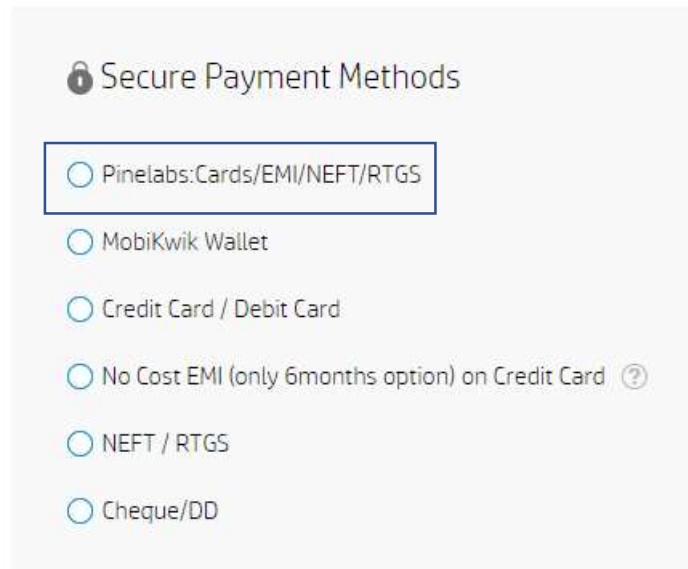 Secure Payment Methods
Pinelabs:Cards/EMI/NEFT/RTGS
MobiKwik Wallet
Credit Card / Debit Card
No Cost EMI (only 6months option) on Credit Card ?
NEFT / RTGS
Cheque/DD